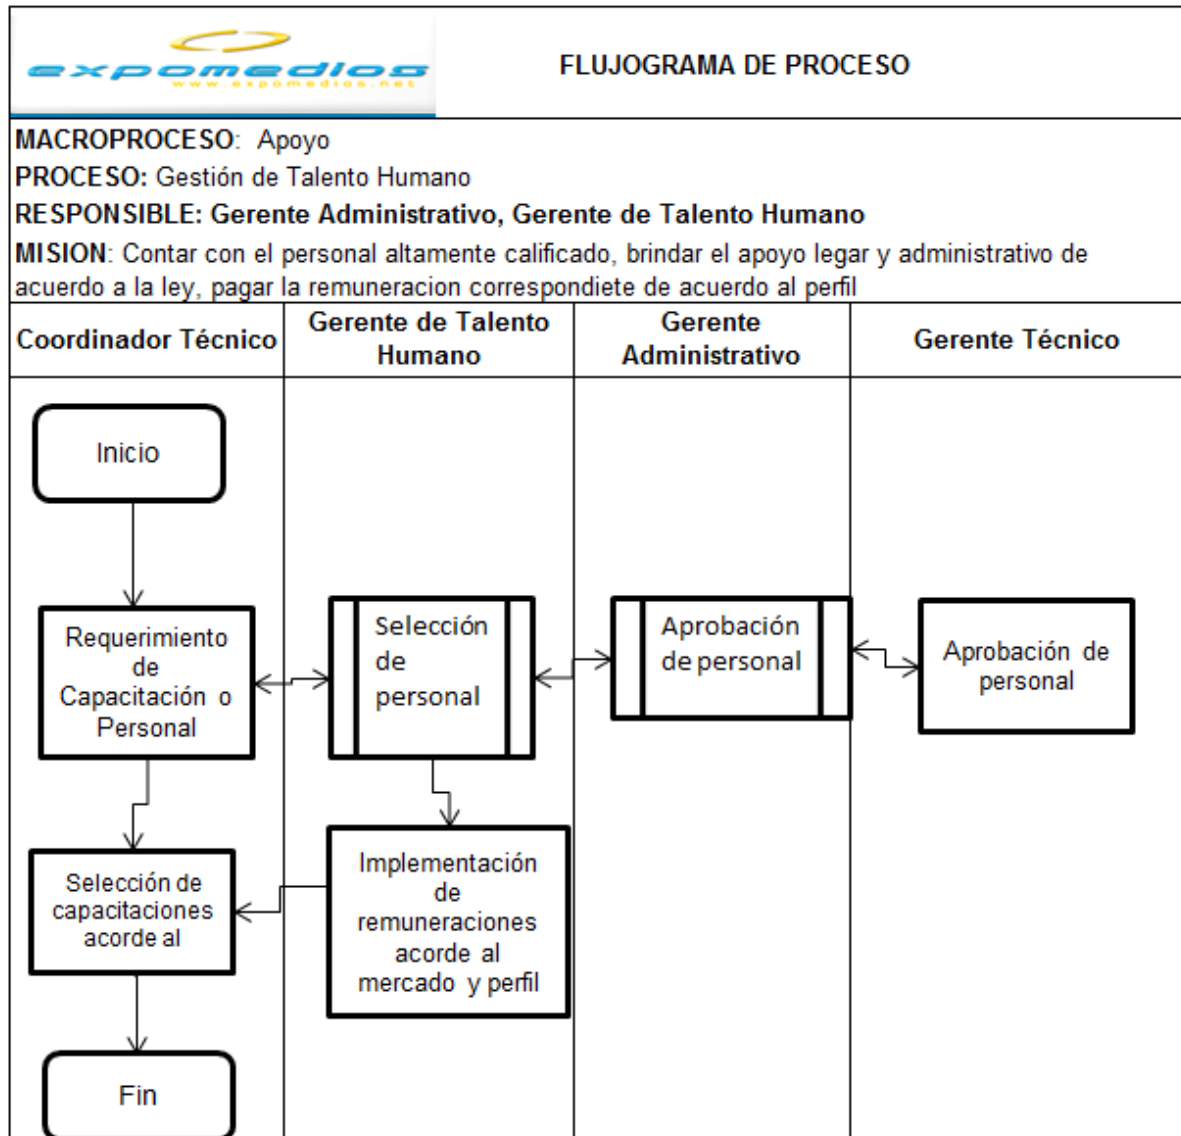 expomedios
www.expomedios.net
FLUJOGRAMA DE PROCESO
MACROPROCESO: Apoyo
PROCESO: Gestión de Talento Humano
RESPONSIBLE: Gerente Administrativo, Gerente de Talento Humano
MISION: Contar con el personal altamente calificado, brindar el apoyo legar y administrativo de
acuerdo a la ley, pagar la remuneracion correspondiete de acuerdo al perfil
Coordinador Técnico
Gerente de Talento
Humano
Gerente
Administrativo
Gerente Técnico
Inicio
Requerimiento
de
Capacitación o
Personal
Selección
de
personal
Aprobación
de personal
Aprobación de
personal
Selección de
capacitaciones
acorde al
Implementación
de
remuneraciones
acorde al
mercado y perfil
Fin